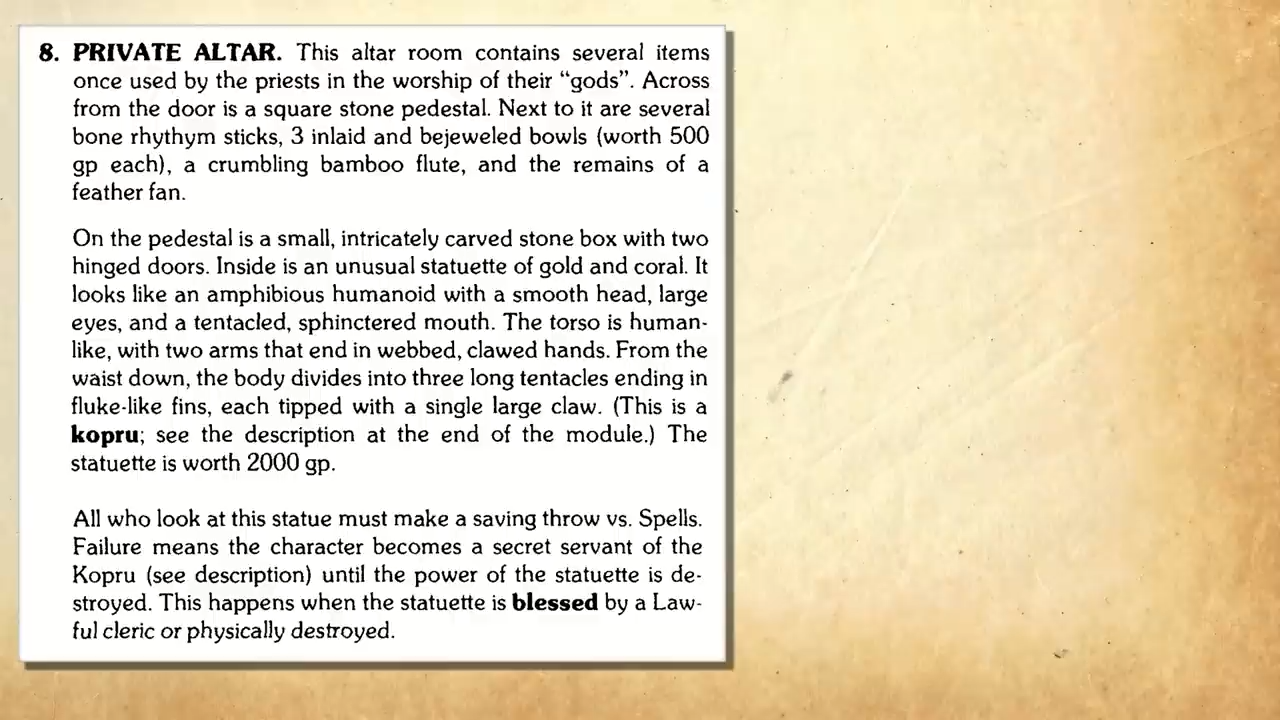 8. PRIVATE ALTAR. This altar room contains several items
once used by the priests in the worship of their “gods”. Across
from the door is a square stone pedestal. Next to it are several
bone rhythym sticks, 3 inlaid and bejeweled bowls (worth 500
gp each), a crumbling bamboo flute, and the remains of a
feather fan.
On the pedestal is a small, intricately carved stone box with two
hinged doors. Inside is an unusual statuette of gold and coral. It
looks like an amphibious humanoid with a smooth head, large
eyes, and a tentacled, sphinctered mouth. The torso is human-
like, with two arms that end in webbed, clawed hands. From the
waist down, the body divides into three long tentacles ending in
fluke-like fins, each tipped with a single large claw. (This is a
kopru; see the description at the end of the module.) The
statuette is worth 2000 gp.
All who look at this statue must make a saving throw vs. Spells.
Failure means the character becomes a secret servant of the
Kopru (see description) until the power of the statuette is de-
stroyed. This happens when the statuette is blessed by a Law-
ful cleric or physically destroyed.